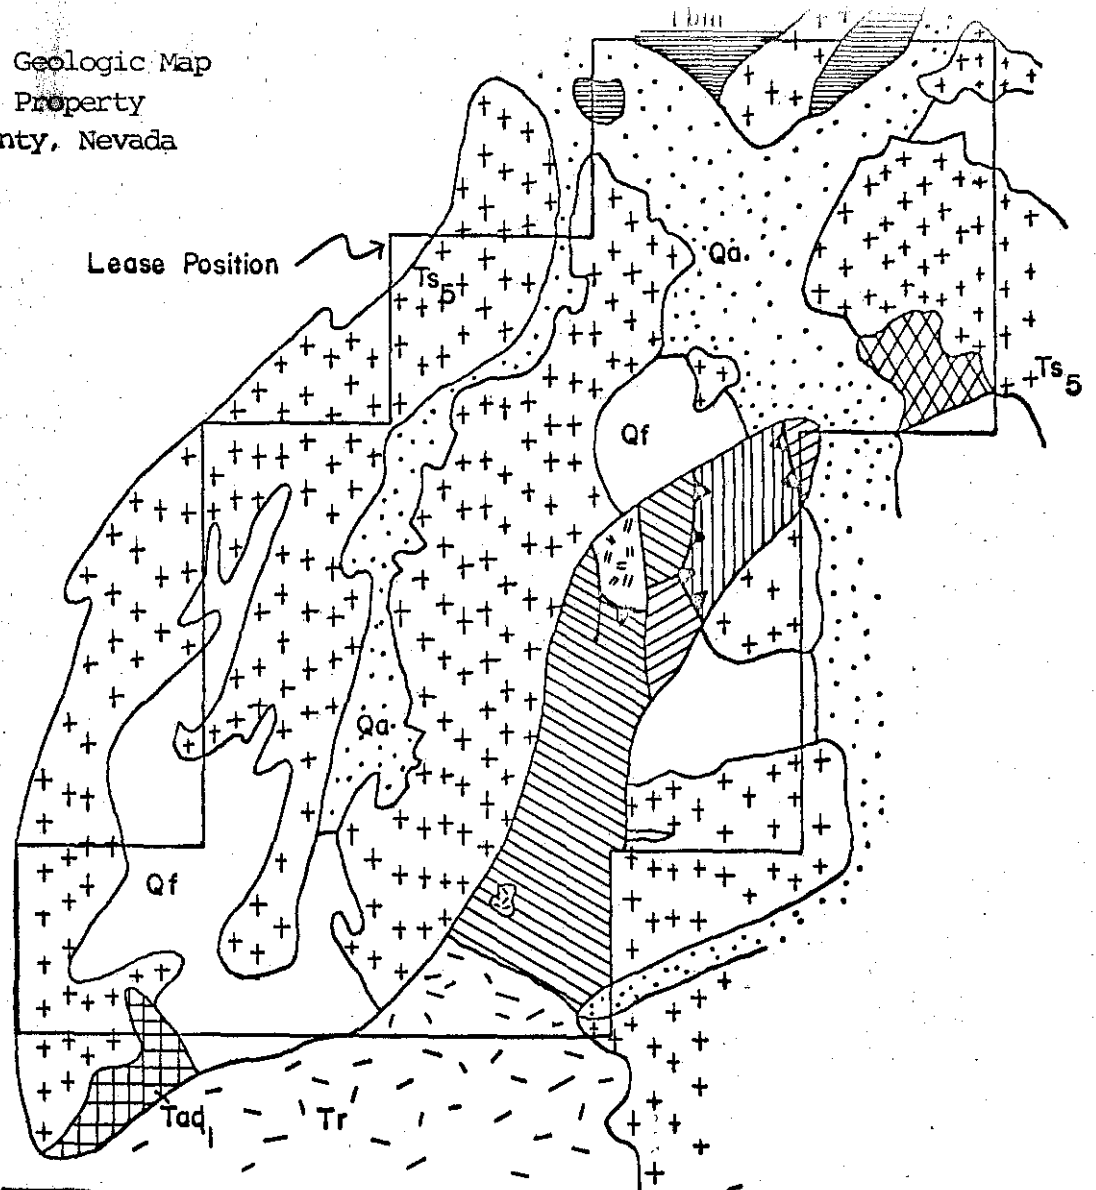 Geologic Map
Property
nty, Nevada
Lease Position
Ts5
Qa
Ts5
Qf
Qa
Qf
Taq1
Tr